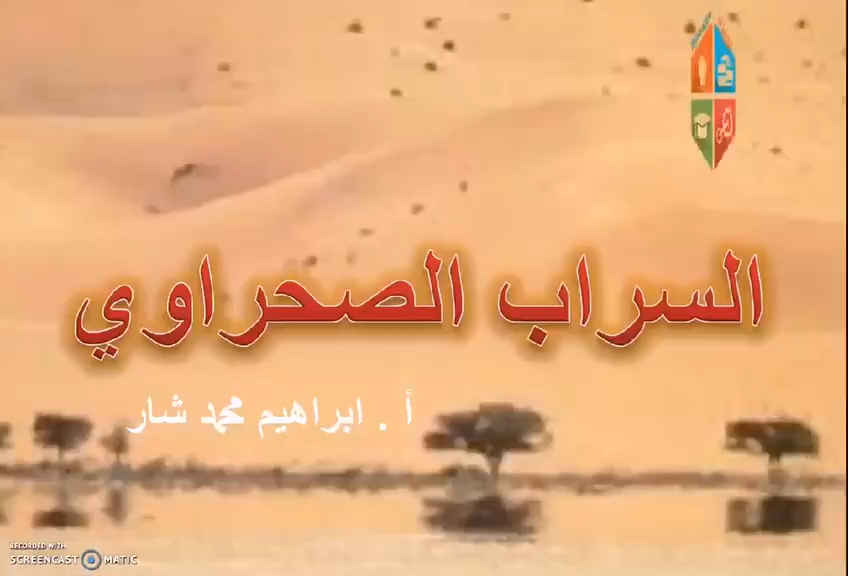 السراب الصحراوي
أ . ابراهيم محمد شار
RECORDED WITH
SCREENCAST MATIC